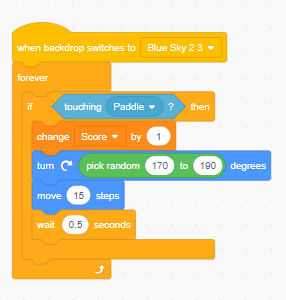 when backdrop switches to Blue Sky 2 3
forever
if touching Paddle ? then
change Score by 1
turn pick random 170 to 190 degrees
move 15 steps
wait 0.5 seconds